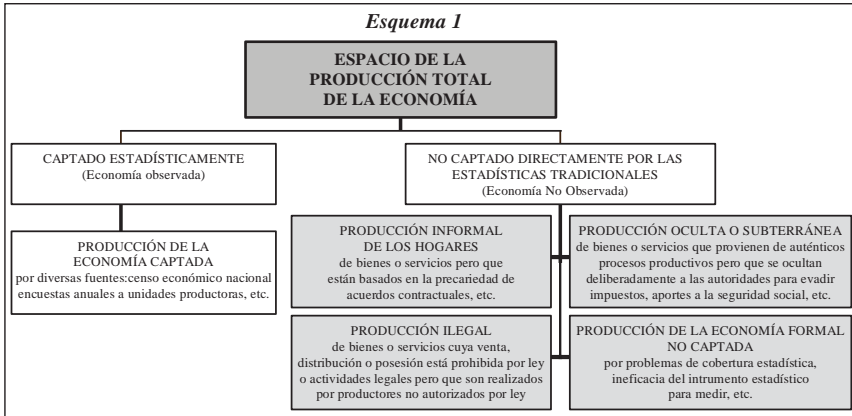 Esquema 1
ESPACIO DE LA
PRODUCCIÓN TOTAL
DE LA ECONOMÍA
CAPTADO ESTADÍSTICAMENTE
(Economía observada)
NO CAPTADO DIRECTAMENTE POR LAS
ESTADÍSTICAS TRADICIONALES
(Economía No Observada)
PRODUCCIÓN DE LA
ECONOMÍA CAPTADA
por diversas fuentes:censo económico nacional
encuestas anuales a unidades productoras, etc.
PRODUCCIÓN INFORMAL
DE LOS HOGARES
de bienes o servicios pero que
están basados en la precariedad de
acuerdos contractuales, etc.
PRODUCCIÓN OCULTA O SUBTERRÁNEA
de bienes o servicios que provienen de auténticos
procesos productivos pero que se ocultan
deliberadamente a las autoridades para evadir
impuestos, aportes a la seguridad social, etc.
PRODUCCIÓN ILEGAL
de bienes o servicios cuya venta,
distribución o posesión está prohibida por ley
o actividades legales pero que son realizados
por productores no autorizados por ley
PRODUCCIÓN DE LA ECONOMÍA FORMAL
NO CAPTADA
por problemas de cobertura estadística,
ineficacia del intrumento estadístico
para medir, etc.